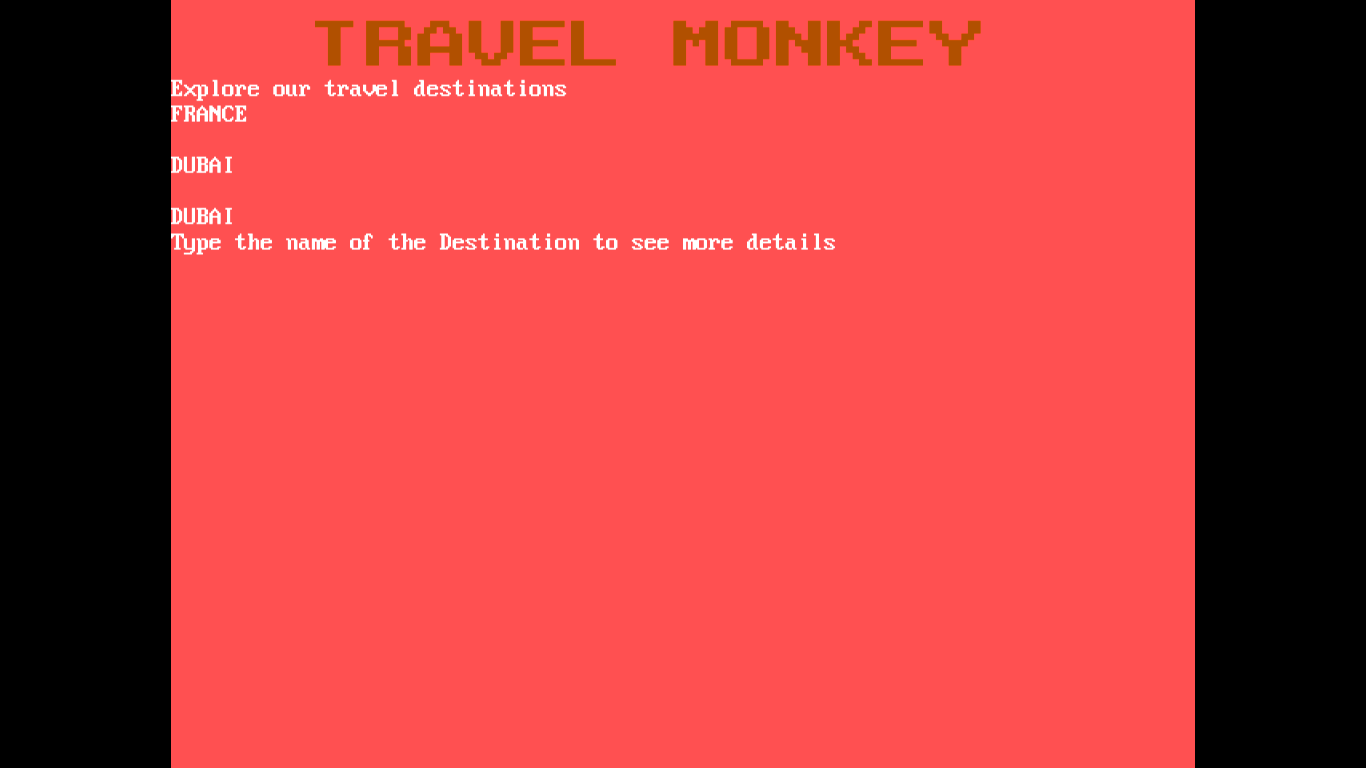 TRAVEL MONKEY
Explore our travel destinations
FRANCE
DUBAI
DUBAI
Type the name of the Destination to see more details